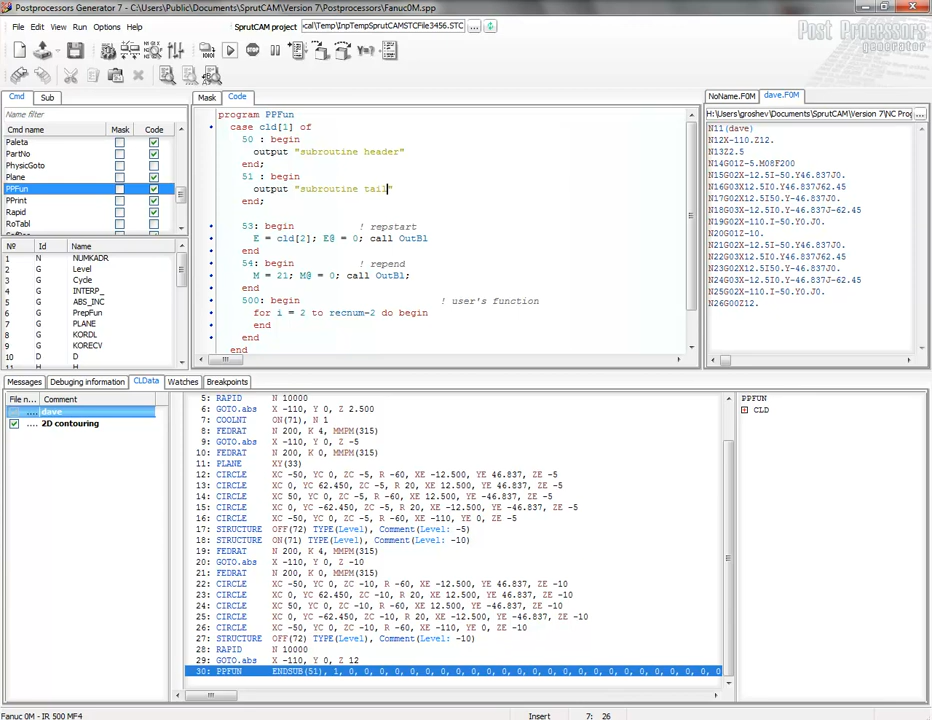 Postprocessors Generator 7 - C:\Users\Public\Documents\SprutCAM\Version 7\Postprocessors\Fanuc0M.spp
File Edit View Run Options Help
SprutCAM project <cal\Temp\InpTempSprutCAMSTCFile3456.STC ...
Post Processors
generator
Cmd Sub
Name filter
Cmd name Mask Code
Paleta
PartNo
PhysicGoto
Plane
PPFun
PPrint
Rapid
RoTabl
Nº Id Name
1 N NUMKADR
2 G Level
3 G Cycle
4 G INTERP_
5 G ABS_INC
6 G PrepFun
7 G PLANE
8 G KORDL
9 G KORECV
10 D D
11 H H
Mask Code
program PPFun
case cld[1] of
50 : begin
output "subroutine header"
end;
51 : begin
output "subroutine tail"
end;
53: begin ! repstart
E = cld[2]; E@ = 0; call OutBl
end
54: begin ! repend
M = 21; M@ = 0; call OutBl;
end
500: begin ! user's function
for i = 2 to recnum-2 do begin
end
end
end
NoName.F0M dave.F0M
H:\Users\groshev\Documents\SprutCAM\Version 7\NC Prog ...
N11(dave)
N12X-110.Z12.
N13Z2.5
N14G01Z-5.M08F200
N15G02X-12.5I-50.Y46.837J0.
N16G03X12.5I0.Y-46.837J62.45
N17G02X12.5I50.Y46.837J0.
N18G03X-12.5I0.Y-46.837J-62.45
N19G02X-110.I-50.Y0.J0.
N20G01Z-10.
N21G02X-12.5I-50.Y46.837J0.
N22G03X12.5I0.Y-46.837J62.45
N23G02X12.5I50.Y46.837J0.
N24G03X-12.5I0.Y-46.837J-62.45
N25G02X-110.I-50.Y0.J0.
N26G00Z12.
Messages Debuging information CLData Watches Breakpoints
File n... Comment
.... dave
.... 2D contouring
5: RAPID N 10000
6: GOTO.abs X -110, Y 0, Z 2.500
7: COOLNT ON(71), N 1
8: FEDRAT N 200, K 4, MMPM(315)
9: GOTO.abs X -110, Y 0, Z -5
10: FEDRAT N 200, K 0, MMPM(315)
11: PLANE XY(33)
12: CIRCLE XC -50, YC 0, ZC -5, R -60, XE -12.500, YE 46.837, ZE -5
13: CIRCLE XC 0, YC 62.450, ZC -5, R 20, XE 12.500, YE -46.837, ZE -5
14: CIRCLE XC 50, YC 0, ZC -5, R -60, XE 12.500, YE 46.837, ZE -5
15: CIRCLE XC 0, YC -62.450, ZC -5, R 20, XE -12.500, YE -46.837, ZE -5
16: CIRCLE XC -50, YC 0, ZC -5, R -60, XE -110, YE 0, ZE -5
17: STRUCTURE OFF(72) TYPE(Level), Comment(Level: -5)
18: STRUCTURE ON(71) TYPE(Level), Comment(Level: -10)
19: FEDRAT N 200, K 4, MMPM(315)
20: GOTO.abs X -110, Y 0, Z -10
21: FEDRAT N 200, K 0, MMPM(315)
22: CIRCLE XC -50, YC 0, ZC -10, R -60, XE -12.500, YE 46.837, ZE -10
23: CIRCLE XC 0, YC 62.450, ZC -10, R 20, XE 12.500, YE -46.837, ZE -10
24: CIRCLE XC 50, YC 0, ZC -10, R -60, XE 12.500, YE 46.837, ZE -10
25: CIRCLE XC 0, YC -62.450, ZC -10, R 20, XE -12.500, YE -46.837, ZE -10
26: CIRCLE XC -50, YC 0, ZC -10, R -60, XE -110, YE 0, ZE -10
27: STRUCTURE OFF(72) TYPE(Level), Comment(Level: -10)
28: RAPID N 10000
29: GOTO.abs X -110, Y 0, Z 12
30: PPFUN ENDSUB(51), 1, 0, 0, 0, 0, 0, 0, 0, 0, 0, 0, 0, 0, 0, 0, 0, 0, 0, 0, 0, 0, 0, 0, 0, 0, 0, 0
PPFUN
CLD
Fanuc 0M - IR 500 MF4 Insert 7: 26